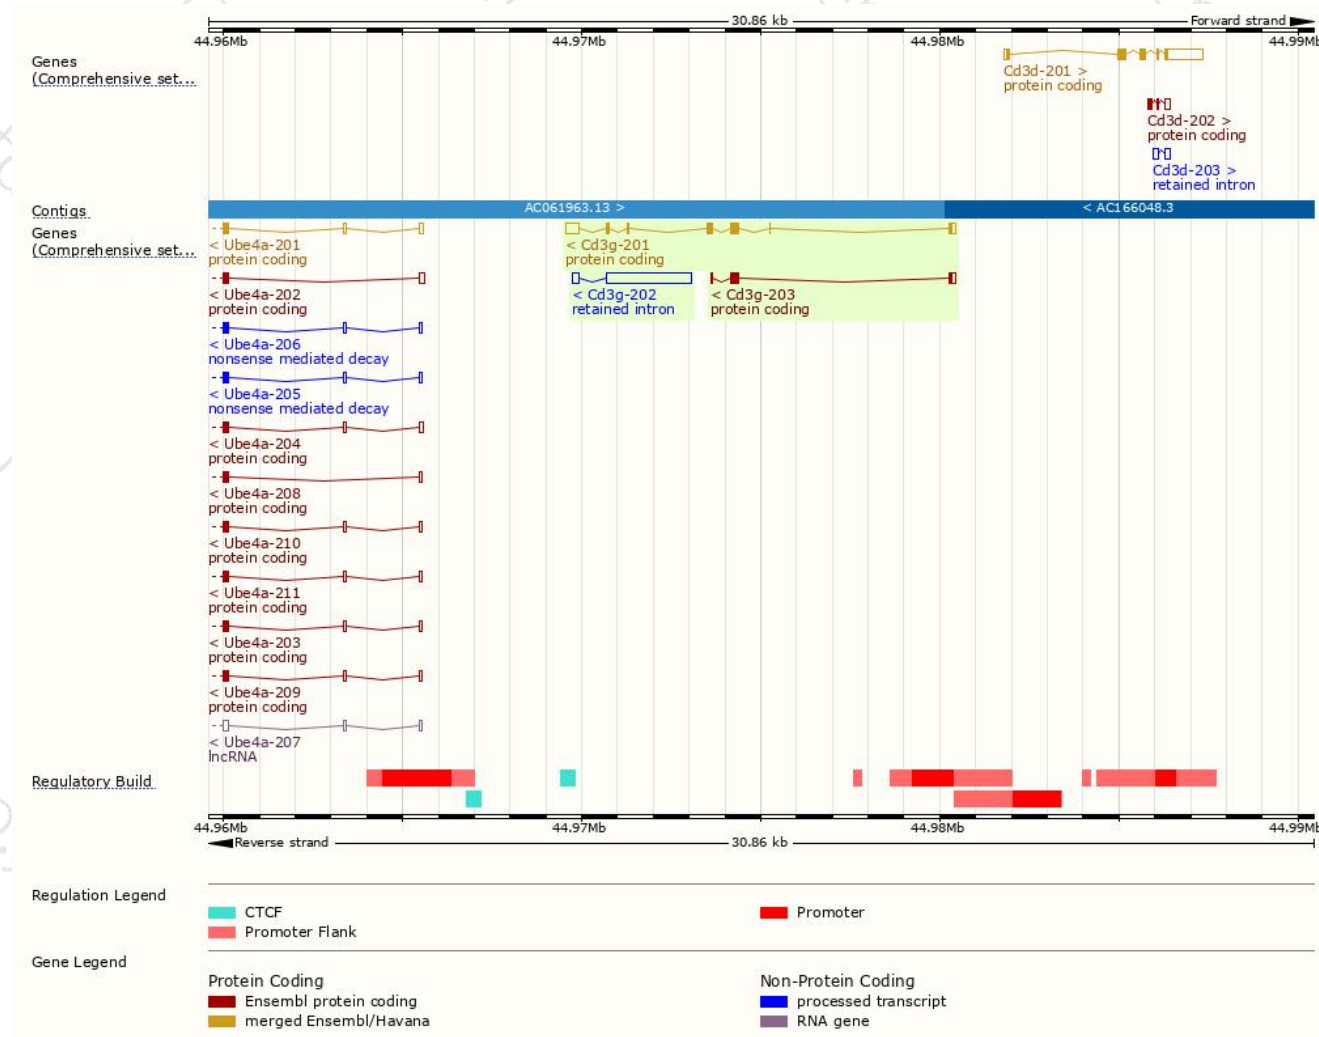 30.86 kb
Forward strand
44.96Mb 44.97Mb 44.98Mb 44.99Mb
Genes
(Comprehensive set...
Cd3d-201 >
protein coding
Cd3d-202 >
protein coding
Cd3d-203 >
retained intron
Contigs
AC061963.13 >
< AC166048.3
Genes
(Comprehensive set...
< Ube4a-201
protein coding
< Cd3g-201
protein coding
< Ube4a-202
protein coding
< Cd3g-202
retained intron
< Cd3g-203
protein coding
< Ube4a-206
nonsense mediated decay
< Ube4a-205
nonsense mediated decay
< Ube4a-204
protein coding
< Ube4a-208
protein coding
< Ube4a-210
protein coding
< Ube4a-211
protein coding
< Ube4a-203
protein coding
< Ube4a-209
protein coding
< Ube4a-207
lncRNA
Regulatory Build
44.96Mb 44.97Mb 44.98Mb 44.99Mb
Reverse strand
30.86 kb
Regulation Legend
CTCF
Promoter
Promoter Flank
Gene Legend
Protein Coding
Non-Protein Coding
Ensembl protein coding
processed transcript
merged Ensembl/Havana
RNA gene